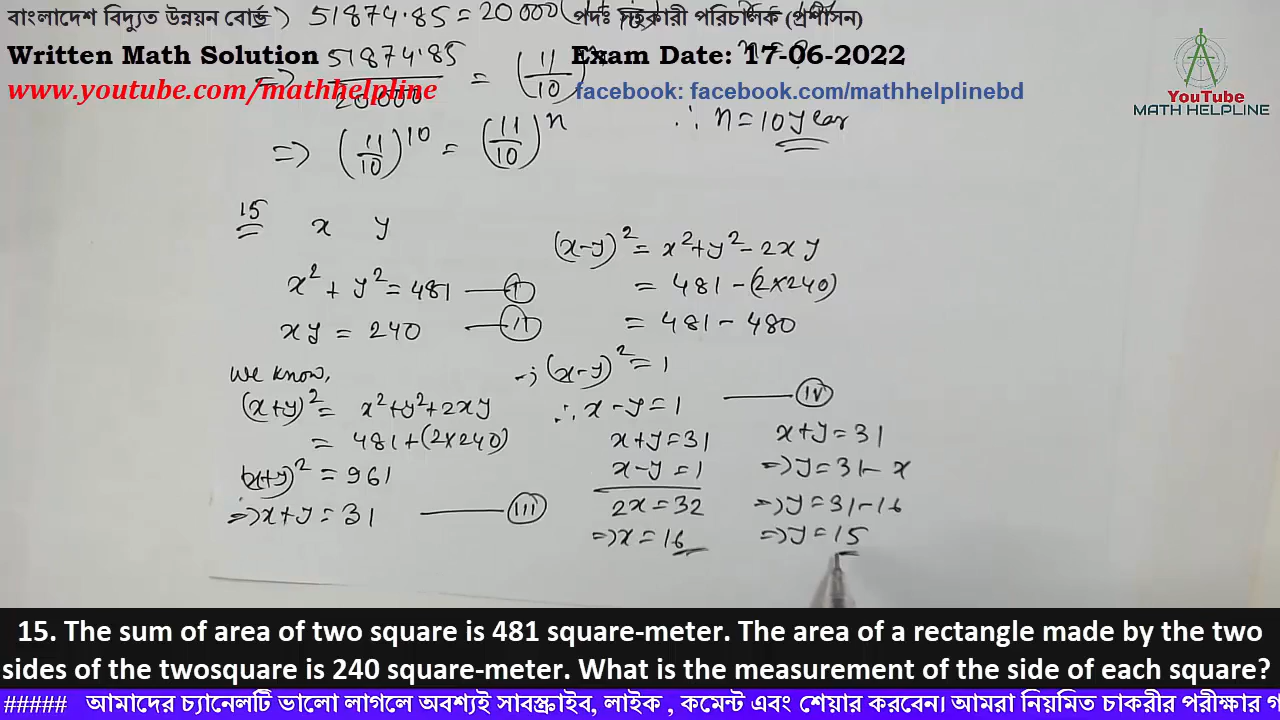 বাংলাদেশ বিদ্যুত উন্নয়ন বোর্ড
পদঃ সহকারী পরিচালক (প্রশাসন)
51874.85 = 20000
Written Math Solution
Exam Date: 17-06-2022
51874.85 / 20000 = (11/10)^n
www.youtube.com/mathhelpline
facebook: facebook.com/mathhelplinebd
YouTube
MATH HELPLINE
∴ n = 10 year
=> (11/10)^10 = (11/10)^n
15
x y
x² + y² = 481 — (I)
xy = 240 — (II)
We know,
(x+y)² = x²+y²+2xy
= 481+(2×240)
(x+y)² = 961
=> x+y = 31 — (III)
(x-y)² = x²+y²-2xy
= 481-(2×240)
= 481-480
∴ (x-y)² = 1
∴ x-y = 1 — (IV)
x+y = 31
x-y = 1
2x = 32
=> x = 16
x+y = 31
=> y = 31-x
=> y = 31-16
=> y = 15
15. The sum of area of two square is 481 square-meter. The area of a rectangle made by the two
sides of the twosquare is 240 square-meter. What is the measurement of the side of each square?
##### আমাদের চ্যানেলটি ভালো লাগলে অবশ্যই সাবস্ক্রাইব, লাইক , কমেন্ট এবং শেয়ার করবেন। আমরা নিয়মিত চাকরীর পরীক্ষার